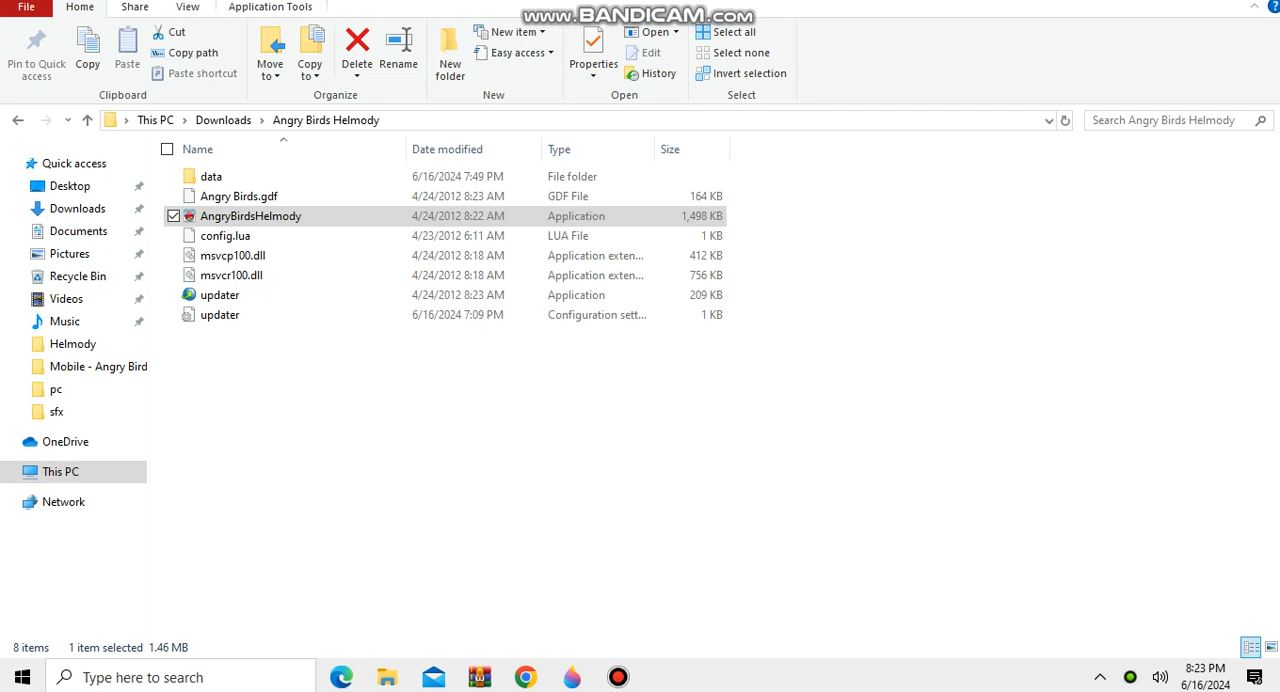 File Home Share View Application Tools
www.BANDICAM.com
Pin to Quick access
Copy
Paste
Cut
Copy path
Paste shortcut
Clipboard
Move to
Copy to
Delete
Rename
Organize
New folder
New item
Easy access
New
Properties
Open
Edit
History
Open
Select all
Select none
Invert selection
Select
This PC > Downloads > Angry Birds Helmody
Search Angry Birds Helmody
Name Date modified Type Size
data 6/16/2024 7:49 PM File folder
Angry Birds.gdf 4/24/2012 8:23 AM GDF File 164 KB
AngryBirdsHelmody 4/24/2012 8:22 AM Application 1,498 KB
config.lua 4/23/2012 6:11 AM LUA File 1 KB
msvcp100.dll 4/24/2012 8:18 AM Application exten... 412 KB
msvcr100.dll 4/24/2012 8:18 AM Application exten... 756 KB
updater 4/24/2012 8:23 AM Application 209 KB
updater 6/16/2024 7:09 PM Configuration sett... 1 KB
Quick access
Desktop
Downloads
Documents
Pictures
Recycle Bin
Videos
Music
Helmody
Mobile - Angry Bird
pc
sfx
OneDrive
This PC
Network
8 items 1 item selected 1.46 MB
Type here to search
8:23 PM
6/16/2024